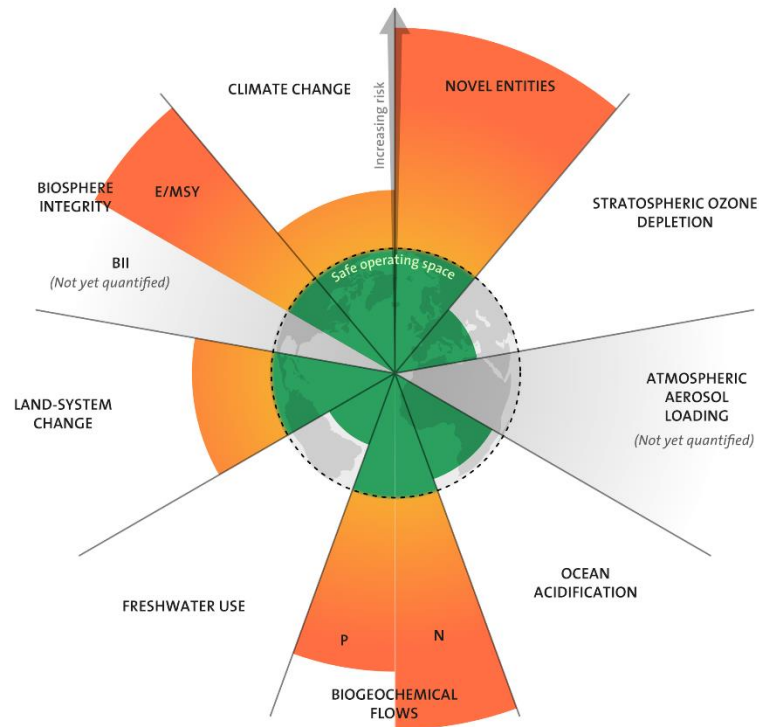 CLIMATE CHANGE
Increasing risk
NOVEL ENTITIES
BIOSPHERE
INTEGRITY
E/MSY
STRATOSPHERIC OZONE
DEPLETION
BII
(Not yet quantified)
Safe operating space
LAND-SYSTEM
CHANGE
ATMOSPHERIC
AEROSOL
LOADING
(Not yet quantified)
FRESHWATER USE
OCEAN
ACIDIFICATION
P
N
BIOGEOCHEMICAL
FLOWS